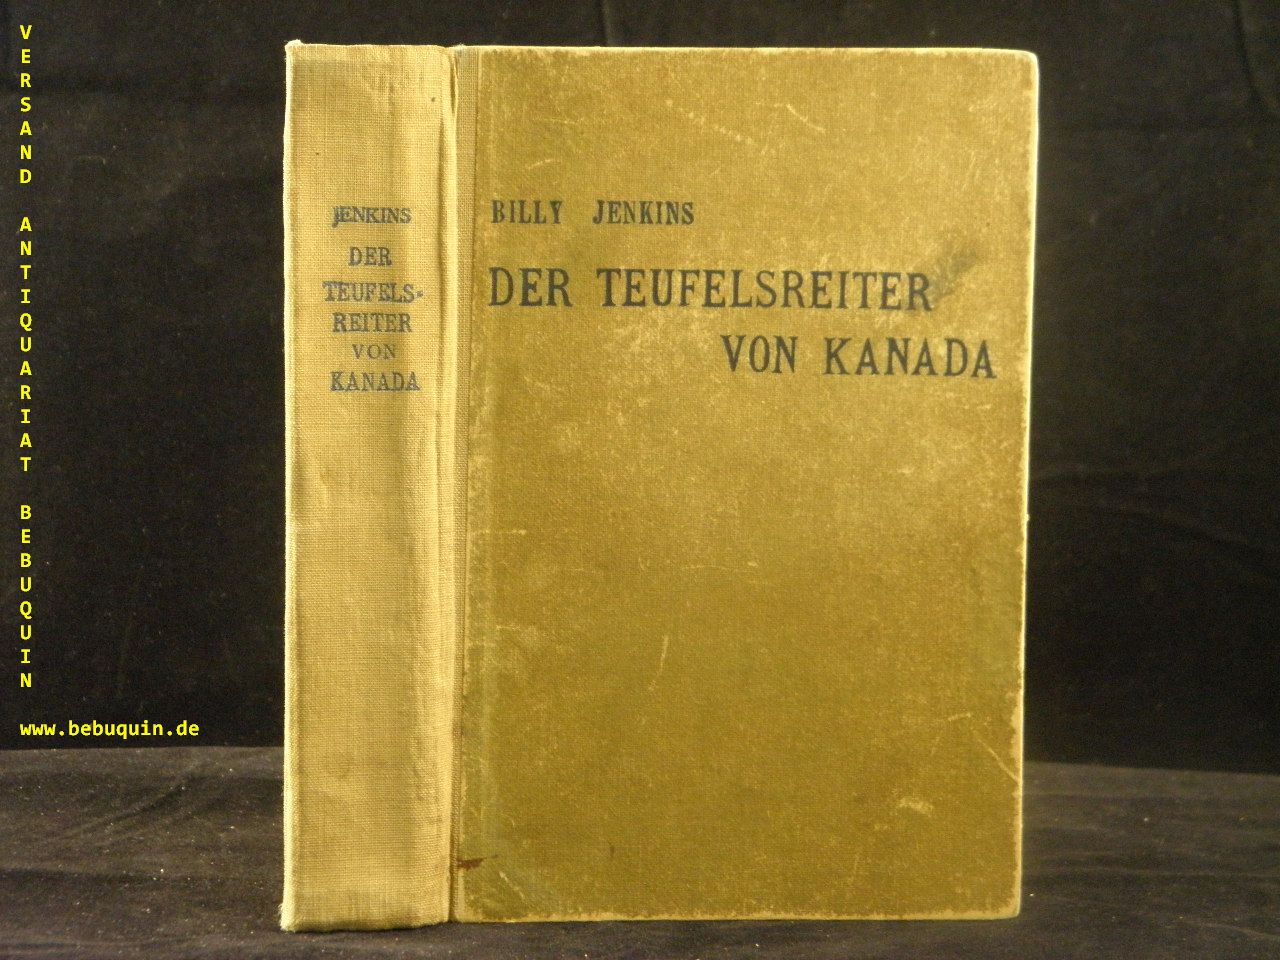 VERSAND ANTIQUARIAT BEBUQUIN
www.bebuquin.de
JENKINS
DER
TEUFELS-
REITER
VON
KANADA
BILLY JENKINS
DER TEUFELSREITER
VON KANADA